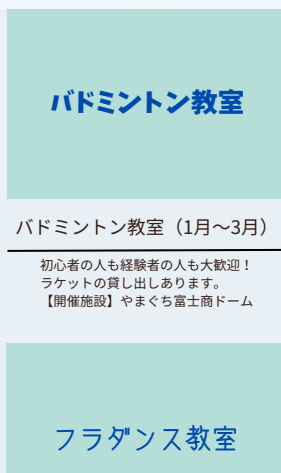 バドミントン教室
バドミントン教室（1月～3月）
初心者の人も経験者の人も大歓迎！
ラケットの貸し出しあります。
【開催施設】やまぐち富士商ドーム
フラダンス教室